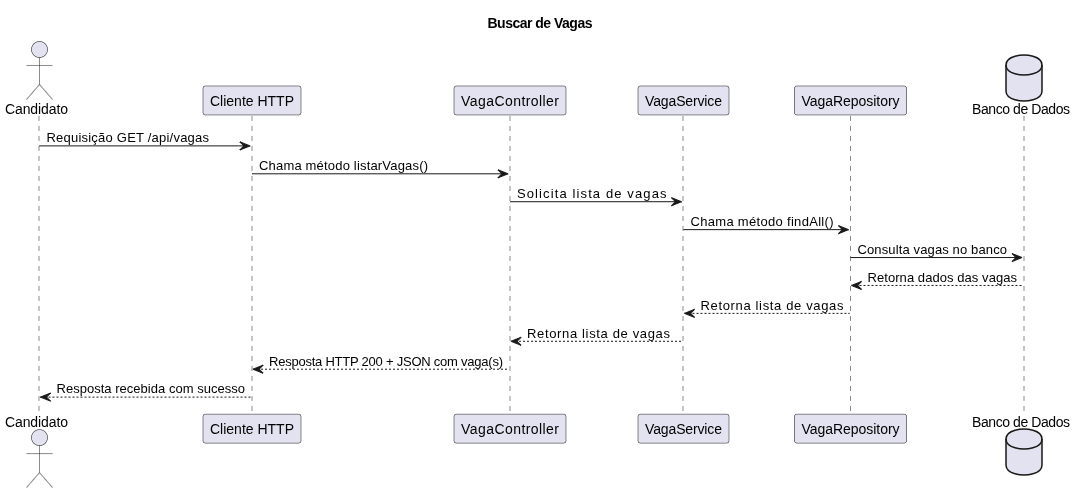 Buscar de Vagas
Candidato
Cliente HTTP
VagaController
VagaService
VagaRepository
Banco de Dados
Requisição GET /api/vagas
Chama método listarVagas()
Solicita lista de vagas
Chama método findAll()
Consulta vagas no banco
Retorna dados das vagas
Retorna lista de vagas
Retorna lista de vagas
Resposta HTTP 200 + JSON com vaga(s)
Resposta recebida com sucesso
Candidato
Cliente HTTP
VagaController
VagaService
VagaRepository
Banco de Dados